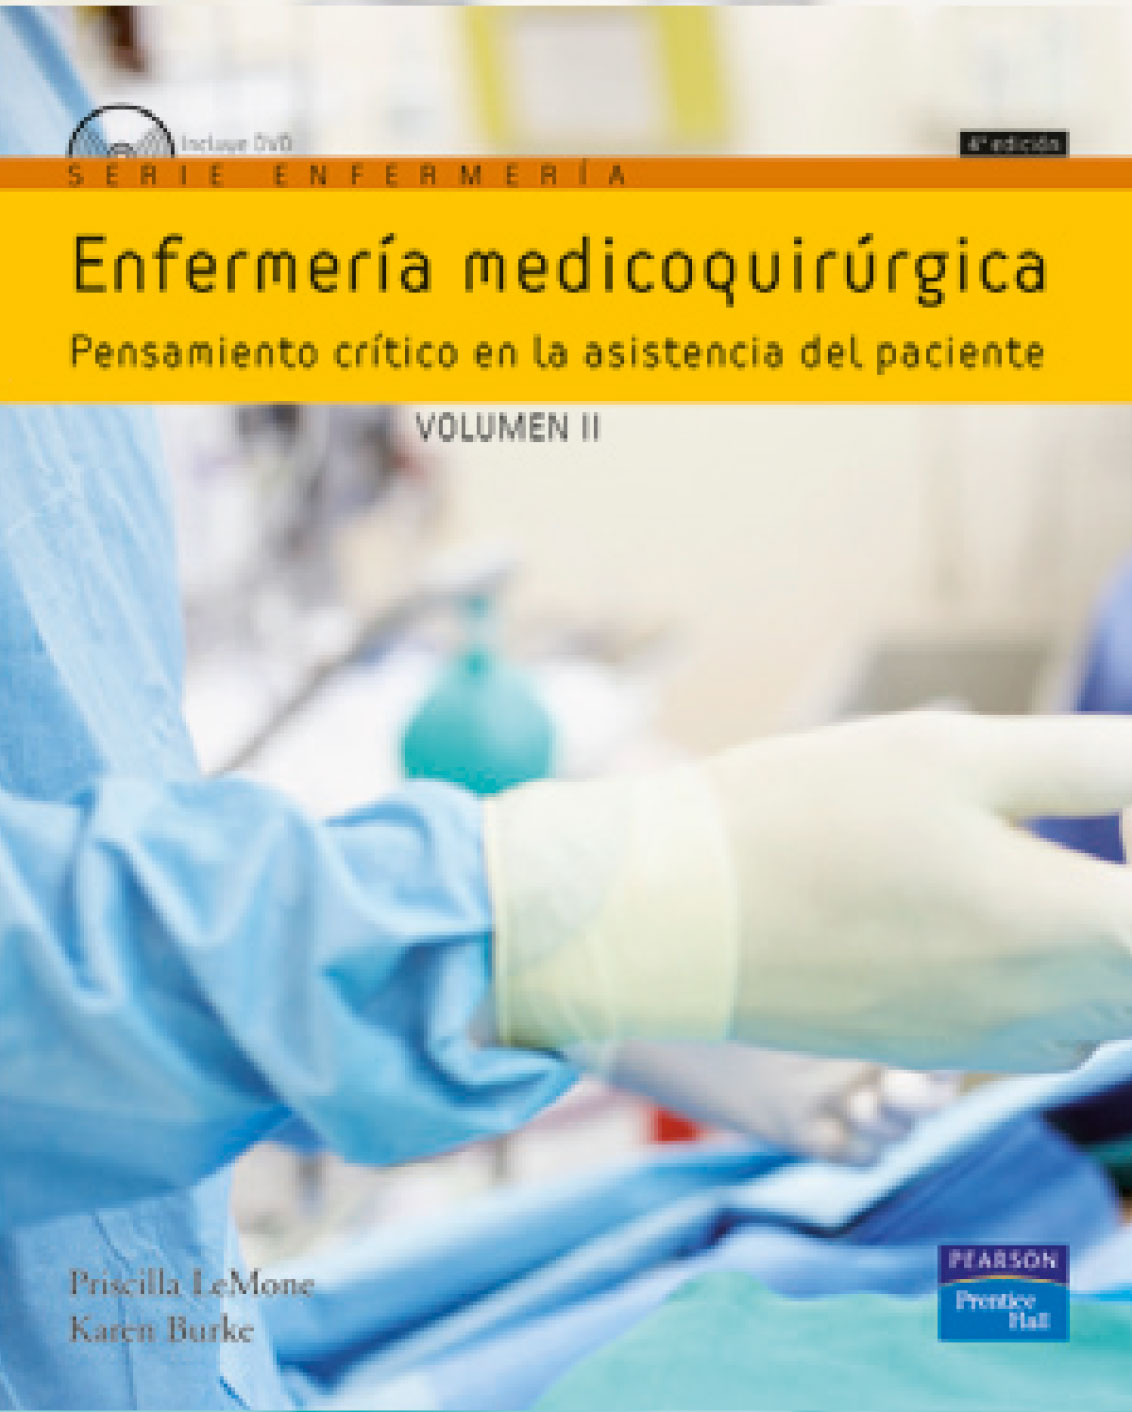 Incluye DVD
4ª edición
SERIE ENFERMERÍA
Enfermería medicoquirúrgica
Pensamiento crítico en la asistencia del paciente
VOLUMEN II
Priscilla LeMone
Karen Burke
PEARSON
Prentice
Hall